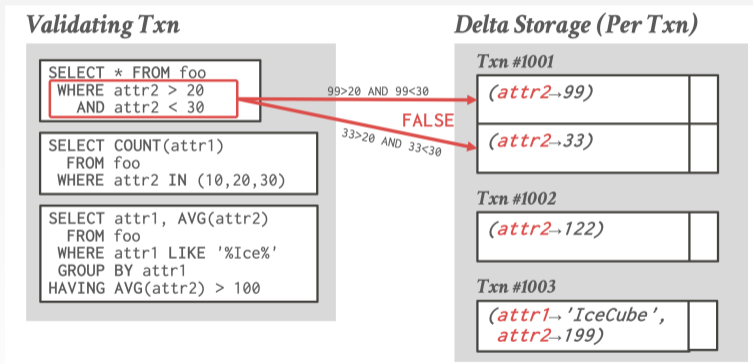 Validating Txn
SELECT * FROM foo
WHERE attr2 > 20
AND attr2 < 30
SELECT COUNT(attr1)
FROM foo
WHERE attr2 IN (10,20,30)
SELECT attr1, AVG(attr2)
FROM foo
WHERE attr1 LIKE '%Ice%'
GROUP BY attr1
HAVING AVG(attr2) > 100
99>20 AND 99<30
FALSE
33>20 AND 33<30
Delta Storage (Per Txn)
Txn #1001
(attr2→99)
(attr2→33)
Txn #1002
(attr2→122)
Txn #1003
(attr1→'IceCube',
attr2→199)